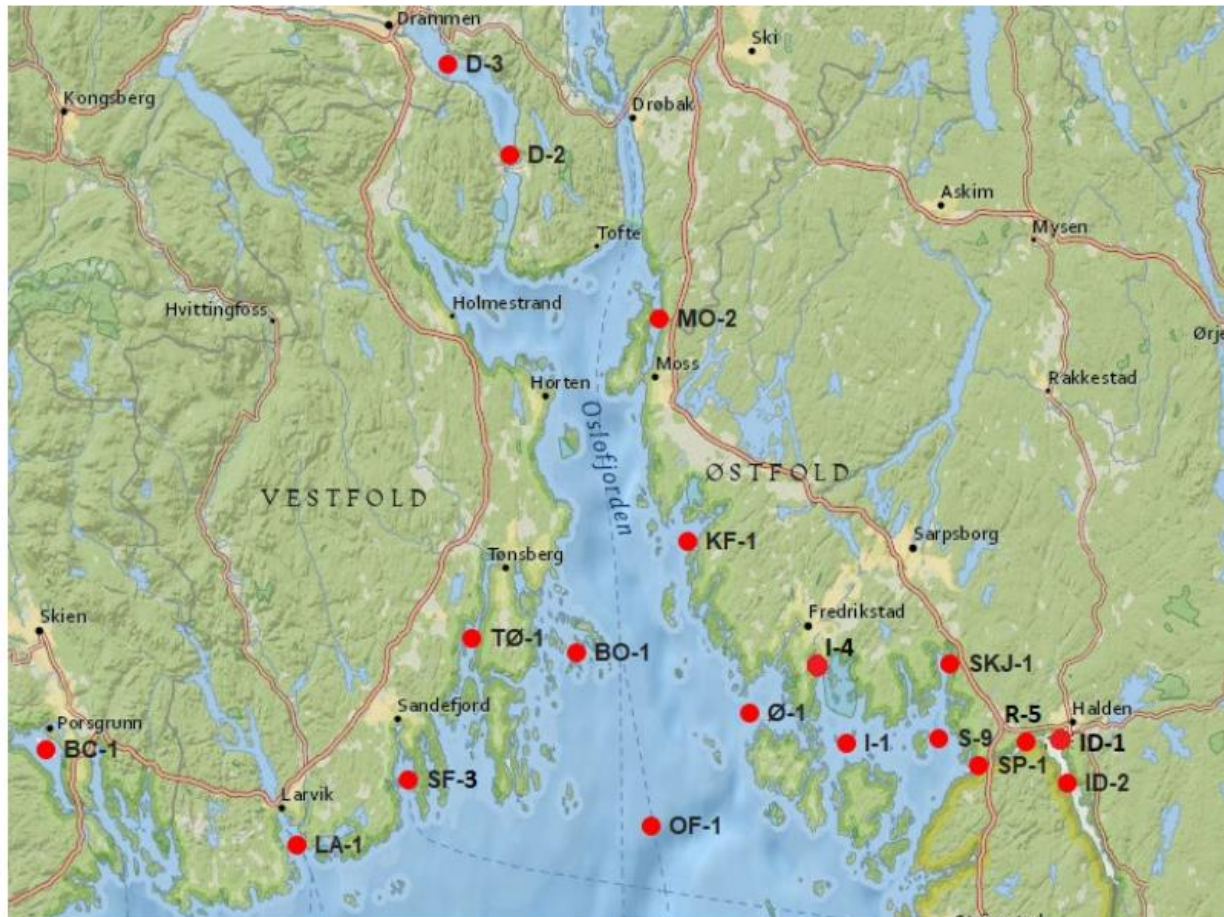 Drammen
Ski
D-3
Kongsberg
Drøbak
D-2
Askim
Mysen
Tofte
Holmestrand
Hvittingfoss
MO-2
Ørje
Moss
Rakkestad
Horten
Oslofjorden
ØSTFOLD
VESTFOLD
KF-1
Sarpsborg
Tønsberg
Skien
Fredrikstad
TØ-1
BO-1
I-4
SKJ-1
Sandefjord
Ø-1
R-5
Halden
Porsgrunn
BC-1
I-1
S-9
ID-1
SP-1
SF-3
ID-2
Larvik
OF-1
LA-1